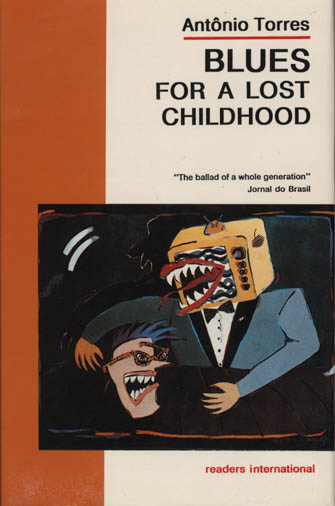 Antônio Torres
BLUES
FOR A LOST
CHILDHOOD
"The ballad of a whole generation"
Jornal do Brasil
readers international